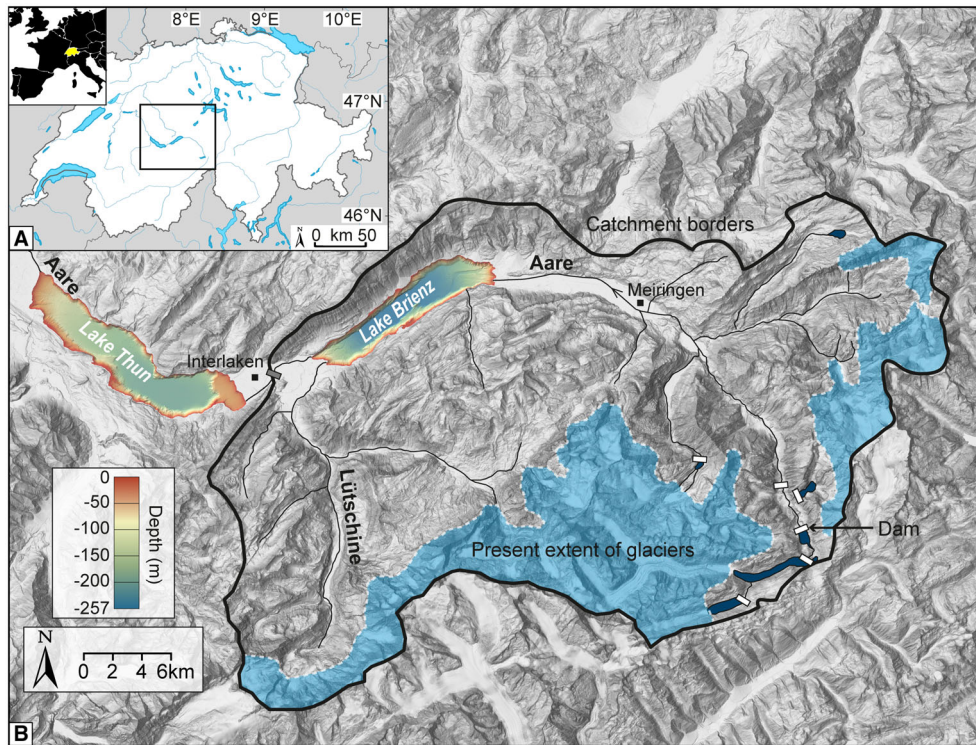 8°E 9°E 10°E
47°N
46°N
N
0 km 50
A
Catchment borders
Aare
Aare
Meiringen
Lake Brienz
Lake Thun
Interlaken
Lütschine
Dam
Present extent of glaciers
0
-50
-100
-150
-200
-257
Depth (m)
N
0 2 4 6km
B